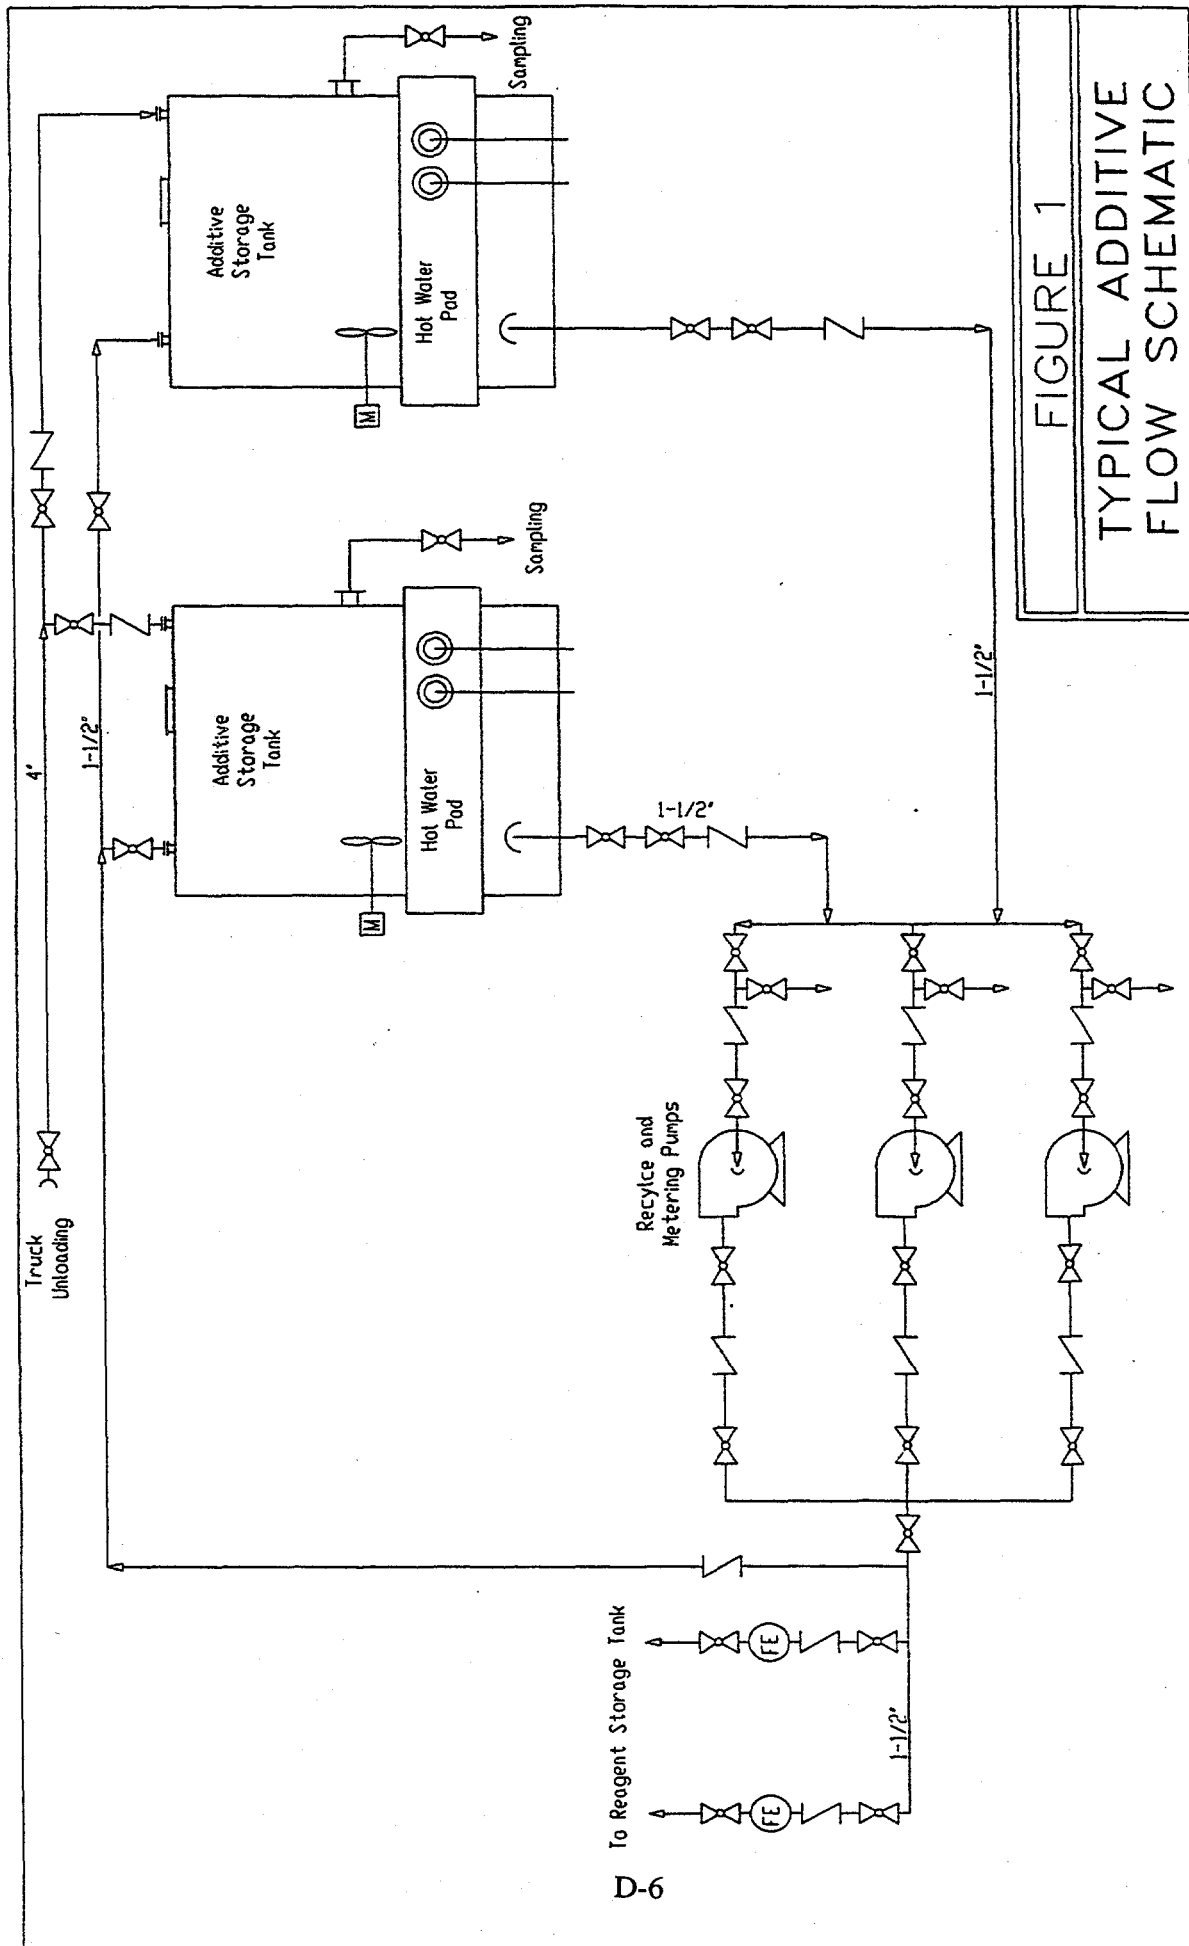 Truck
Unloading
4"
1-1/2"
Additive
Storage
Tank
Hot Water
Pad
M
Sampling
1-1/2"
Additive
Storage
Tank
Hot Water
Pad
M
Sampling
1-1/2"
Recylce and
Metering Pumps
To Reagent Storage Tank
FE
FE
1-1/2"
FIGURE 1
TYPICAL ADDITIVE
FLOW SCHEMATIC
D-6